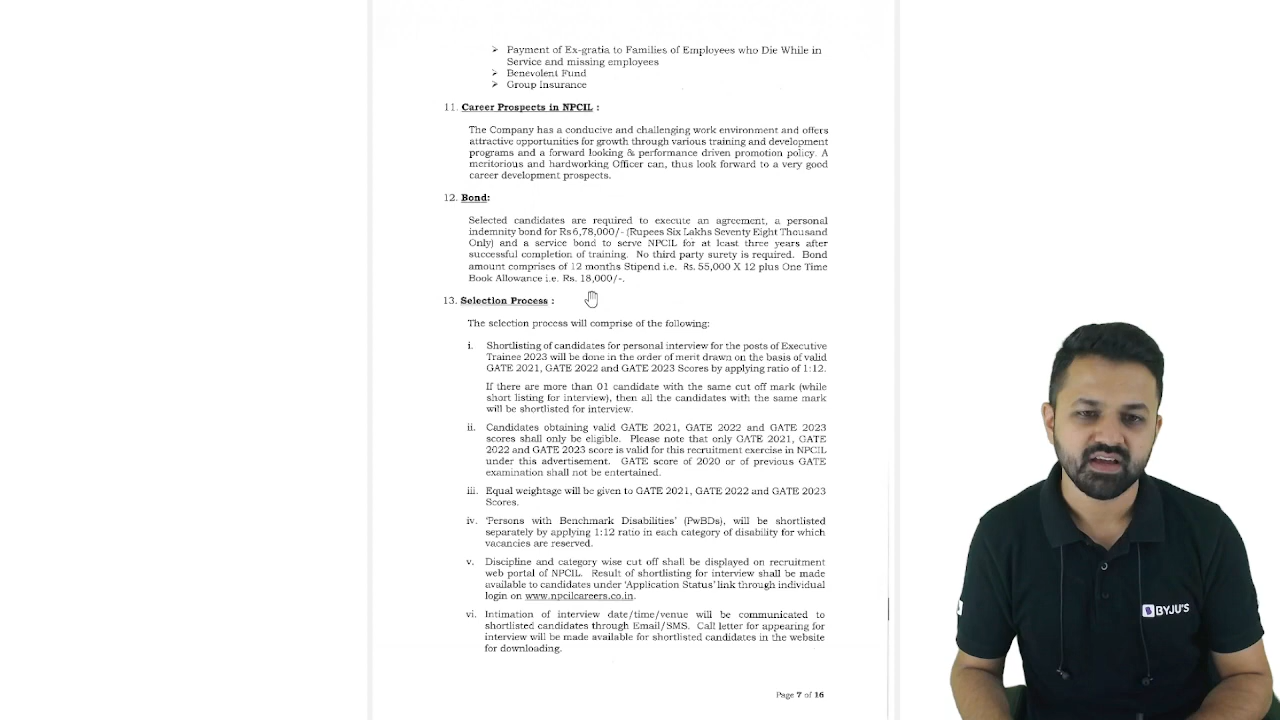 ➢ Payment of Ex-gratia to Families of Employees who Die While in
Service and missing employees
➢ Benevolent Fund
➢ Group Insurance
11. Career Prospects in NPCIL :
The Company has a conducive and challenging work environment and offers
attractive opportunities for growth through various training and development
programs and a forward looking & performance driven promotion policy. A
meritorious and hardworking Officer can, thus look forward to a very good
career development prospects.
12. Bond:
Selected candidates are required to execute an agreement, a personal
indemnity bond for Rs 6,78,000/- (Rupees Six Lakhs Seventy Eight Thousand
Only) and a service bond to serve NPCIL for at least three years after
successful completion of training. No third party surety is required. Bond
amount comprises of 12 months Stipend i.e. Rs. 55,000 X 12 plus One Time
Book Allowance i.e. Rs. 18,000/-.
13. Selection Process :
The selection process will comprise of the following:
i. Shortlisting of candidates for personal interview for the posts of Executive
Trainee 2023 will be done in the order of merit drawn on the basis of valid
GATE 2021, GATE 2022 and GATE 2023 Scores by applying ratio of 1:12.
If there are more than 01 candidate with the same cut off mark (while
short listing for interview), then all the candidates with the same mark
will be shortlisted for interview.
ii. Candidates obtaining valid GATE 2021, GATE 2022 and GATE 2023
scores shall only be eligible. Please note that only GATE 2021, GATE
2022 and GATE 2023 score is valid for this recruitment exercise in NPCIL
under this advertisement. GATE score of 2020 or of previous GATE
examination shall not be entertained.
iii. Equal weightage will be given to GATE 2021, GATE 2022 and GATE 2023
Scores.
iv. 'Persons with Benchmark Disabilities' (PwBDs), will be shortlisted
separately by applying 1:12 ratio in each category of disability for which
vacancies are reserved.
v. Discipline and category wise cut off shall be displayed on recruitment
web portal of NPCIL. Result of shortlisting for interview shall be made
available to candidates under 'Application Status' link through individual
login on www.npcilcareers.co.in.
vi. Intimation of interview date/time/venue will be communicated to
shortlisted candidates through Email/SMS. Call letter for appearing for
interview will be made available for shortlisted candidates in the website
for downloading.
Page 7 of 16
BYJU'S